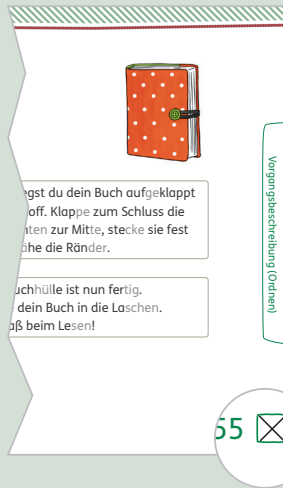 egst du dein Buch aufgeklappt
off. Klappe zum Schluss die
nten zur Mitte, stecke sie fest
ähe die Ränder.
uchhülle ist nun fertig.
dein Buch in die Laschen.
aß beim Lesen!
Vorgangsbeschreibung (Ordnen)
55